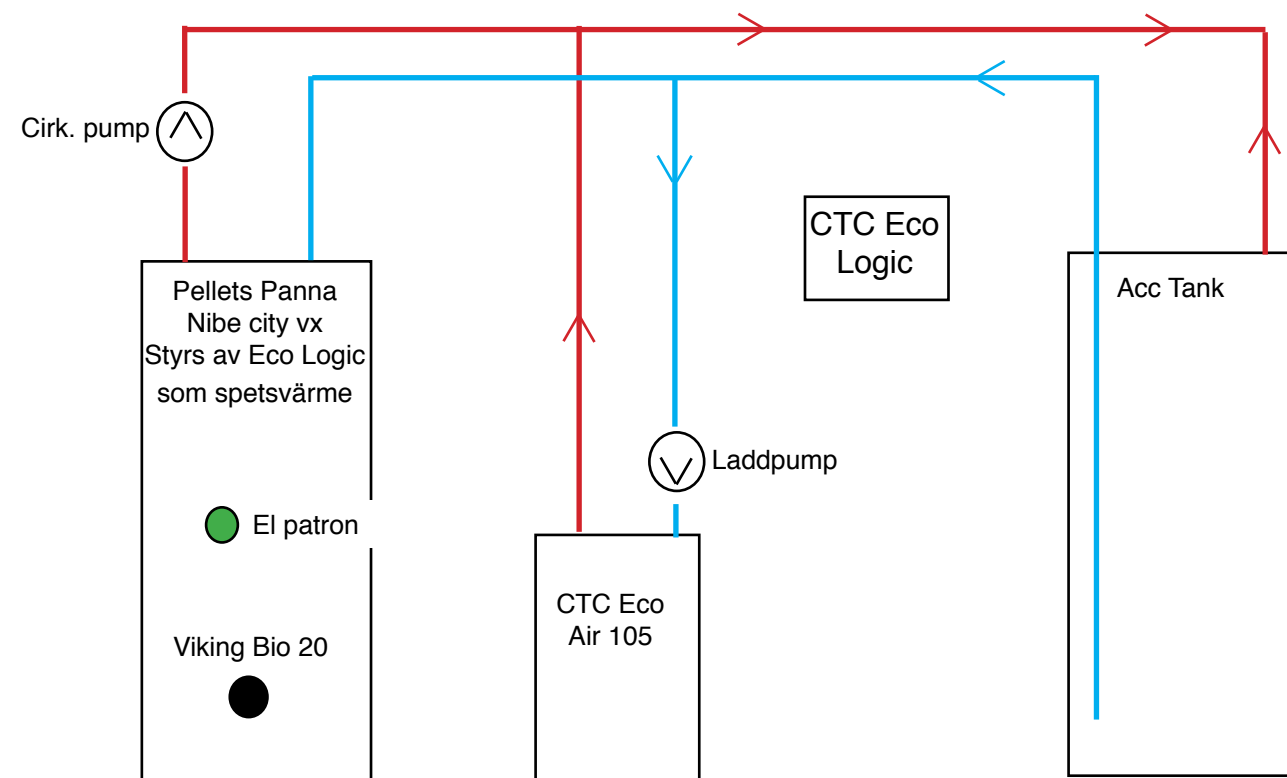 Cirk. pump
Pellets Panna
Nibe city vx
Styrs av Eco Logic
som spetsvärme
El patron
Viking Bio 20
Laddpump
CTC Eco
Air 105
CTC Eco
Logic
Acc Tank